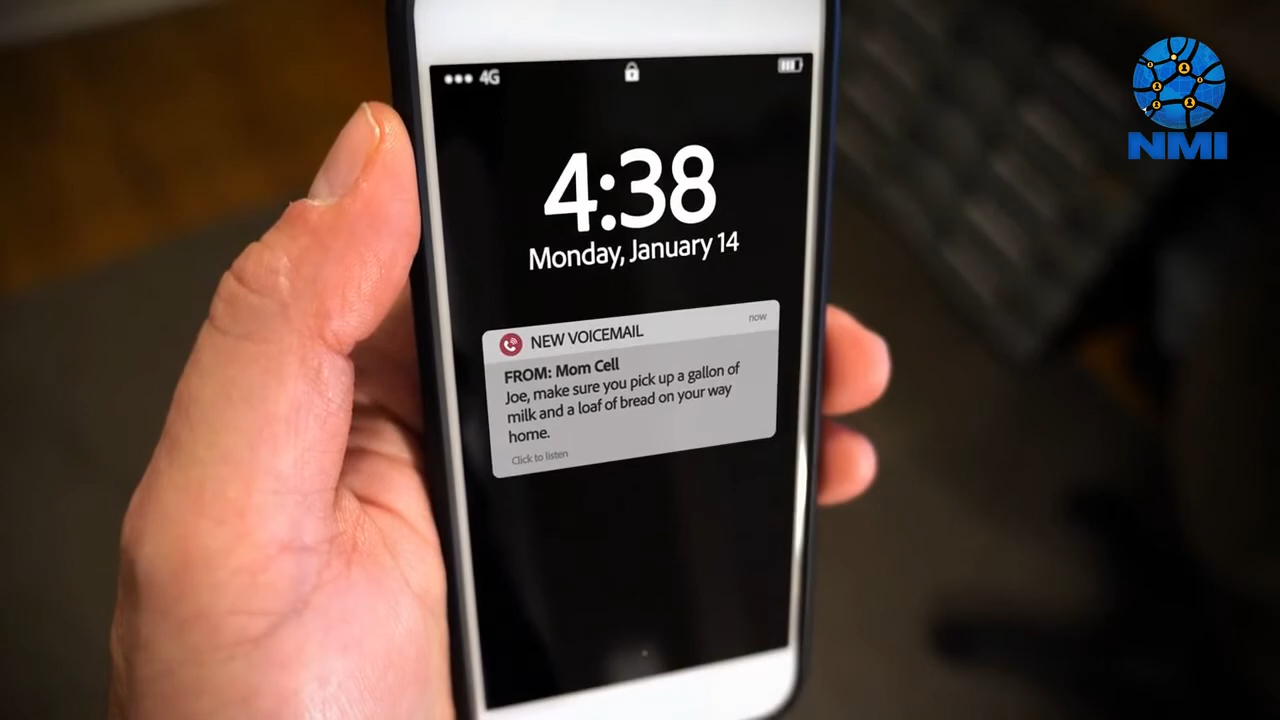 4G
NMI
4:38
Monday, January 14
NEW VOICEMAIL
now
FROM: Mom Cell
Joe, make sure you pick up a gallon of
milk and a loaf of bread on your way
home.
Click to listen